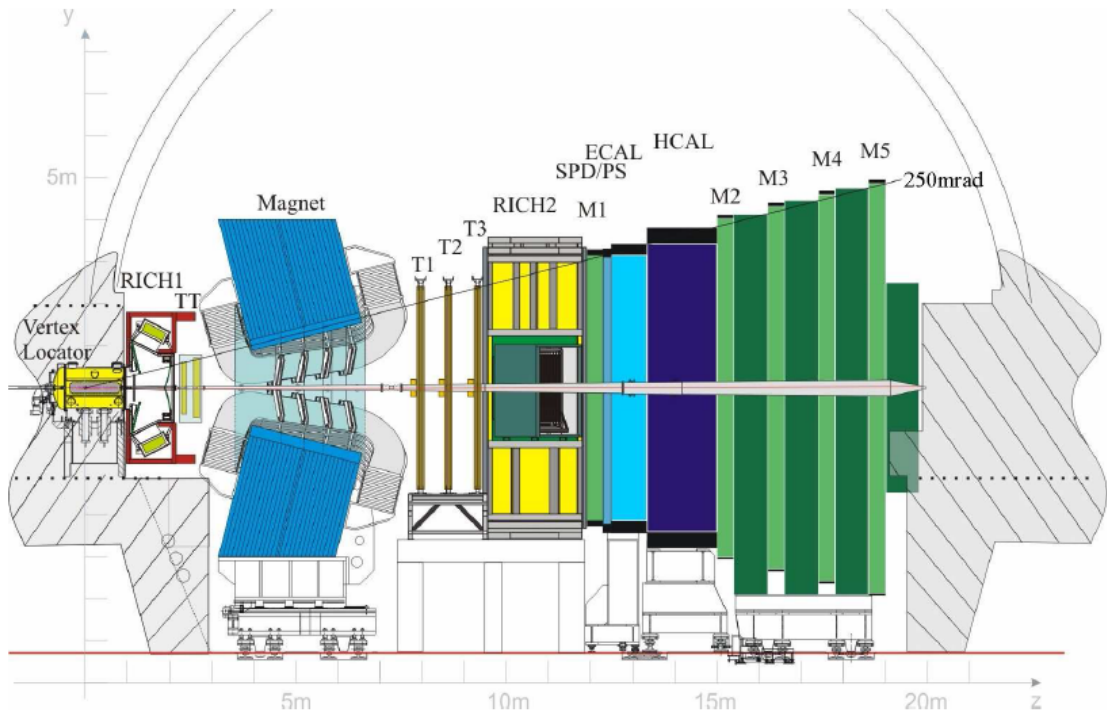 y
5m
Vertex
Locator
RICH1
TT
Magnet
T1
T2
T3
RICH2
M1
SPD/PS
ECAL
HCAL
M2
M3
M4
M5
250mrad
5m
10m
15m
20m
z